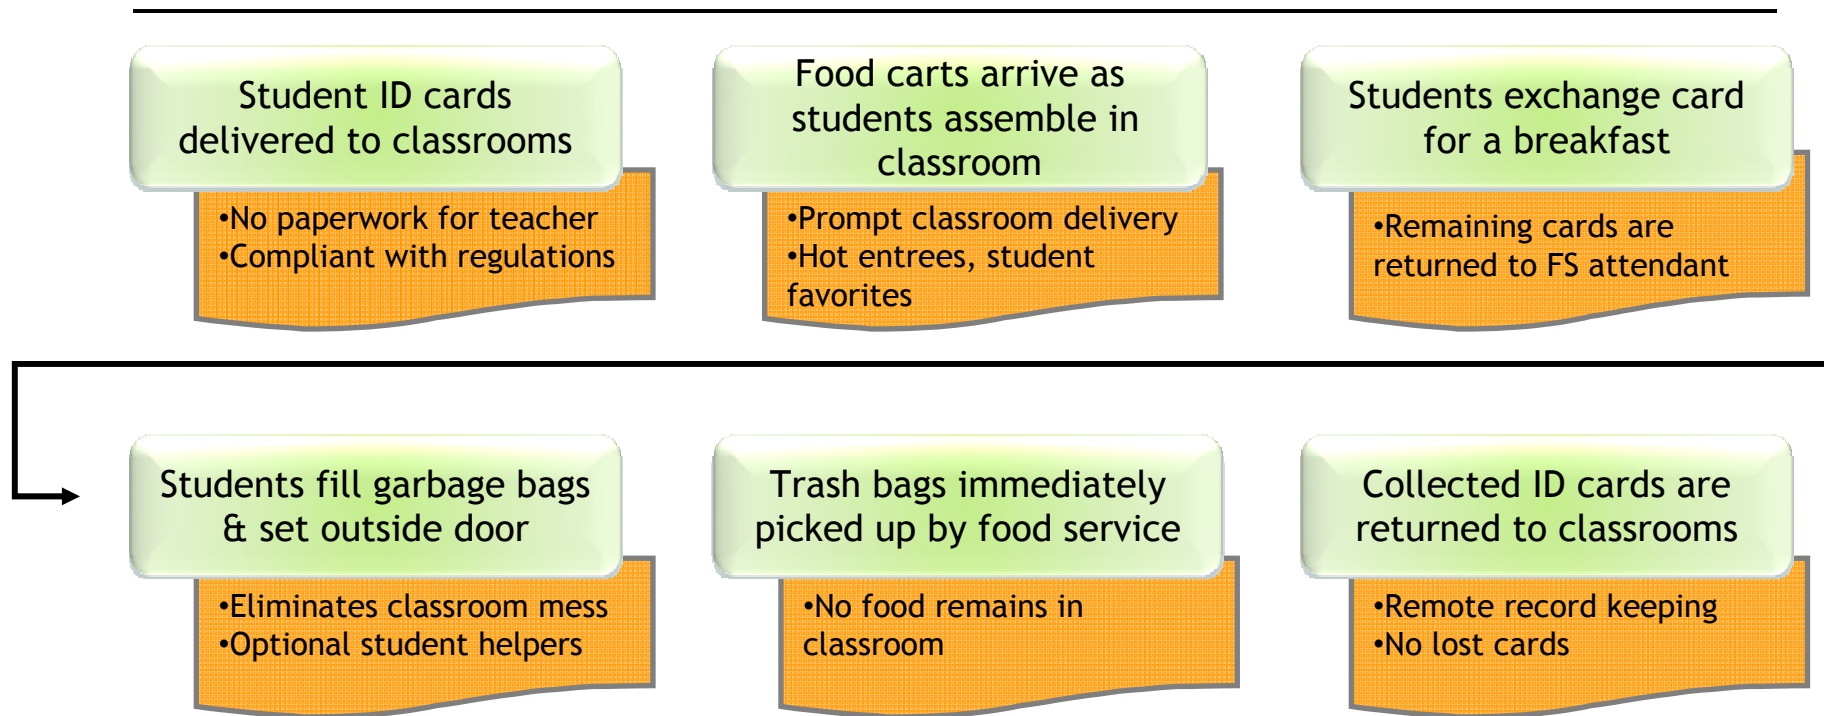 Student ID cards
delivered to classrooms
•No paperwork for teacher
•Compliant with regulations
Food carts arrive as
students assemble in
classroom
•Prompt classroom delivery
•Hot entrees, student
favorites
Students exchange card
for a breakfast
•Remaining cards are
returned to FS attendant
Students fill garbage bags
& set outside door
•Eliminates classroom mess
•Optional student helpers
Trash bags immediately
picked up by food service
•No food remains in
classroom
Collected ID cards are
returned to classrooms
•Remote record keeping
•No lost cards